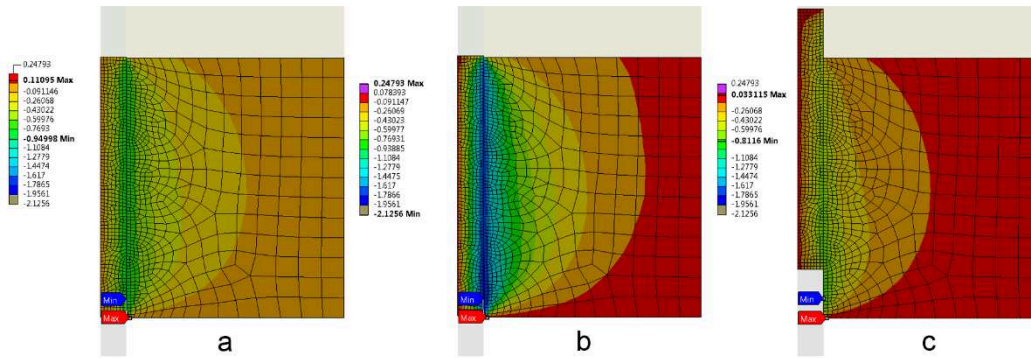 0.24793
0.11095 Max
-0.091146
-0.26068
-0.43022
-0.59976
-0.7693
-0.94998 Min
-1.1084
-1.2779
-1.4474
-1.617
-1.7865
-1.9561
-2.1256
Min
Max
a
0.24793 Max
0.078393
-0.091147
-0.26069
-0.43023
-0.59977
-0.76931
-0.93885
-1.1084
-1.2779
-1.4475
-1.617
-1.7866
-1.9561
-2.1256 Min
Min
Max
b
0.24793
0.033115 Max
-0.26068
-0.43022
-0.59976
-0.8116 Min
-1.1084
-1.2779
-1.4474
-1.617
-1.7865
-1.9561
-2.1256
Min
Max
c